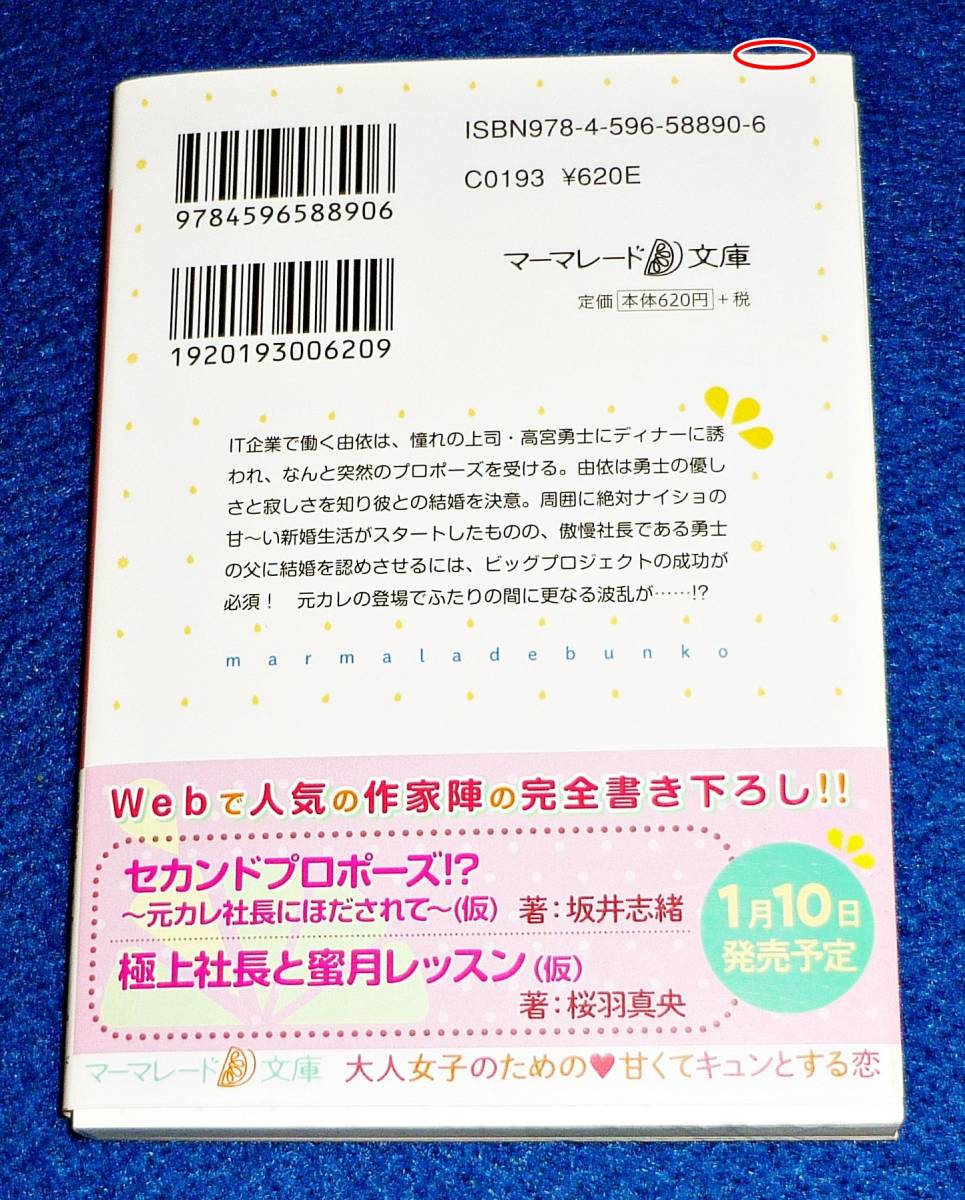 ISBN978-4-596-58890-6
C0193 ¥620E
9784596588906
マーマレード文庫
定価 本体620円 +税
1920193006209
IT企業で働く由依は、憧れの上司・高宮勇士にディナーに誘
われ、なんと突然のプロポーズを受ける。由依は勇士の優し
さと寂しさを知り彼との結婚を決意。周囲に絶対ナイショの
甘〜い新婚生活がスタートしたものの、傲慢社長である勇士
の父に結婚を認めさせるには、ビッグプロジェクトの成功が
必須！　元カレの登場でふたりの間に更なる波乱が……!?
marmaladebunko
Webで人気の作家陣の完全書き下ろし!!
セカンドプロポーズ!?
〜元カレ社長にほだされて〜(仮) 著：坂井志緒
極上社長と蜜月レッスン(仮)
著：桜羽真央
1月10日
発売予定
マーマレード文庫 大人女子のための♥甘くてキュンとする恋